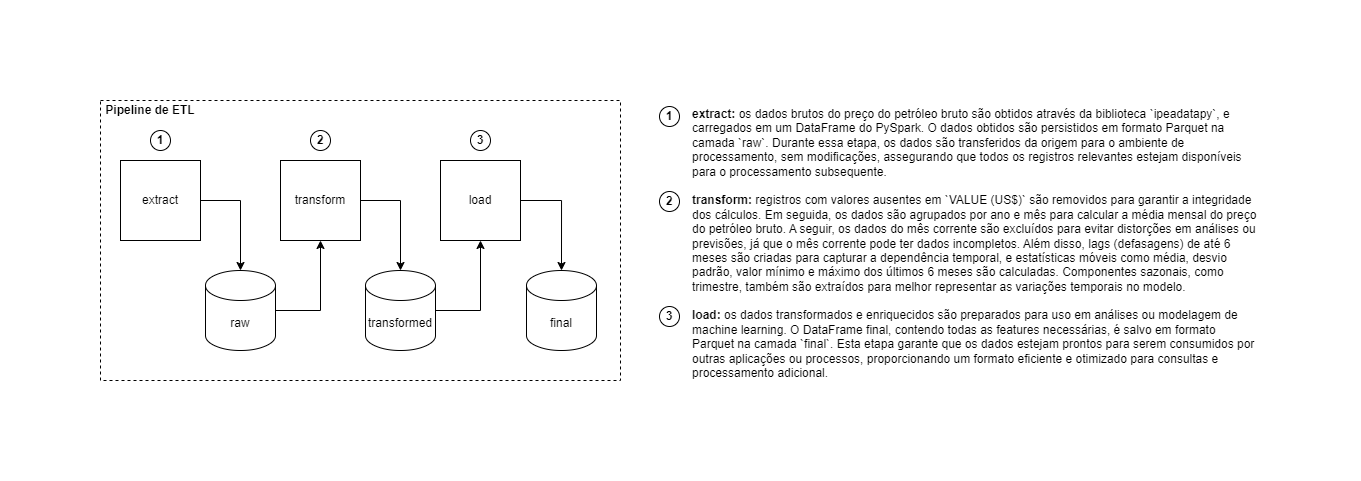 Pipeline de ETL
1
2
3
extract
transform
load
raw
transformed
final
1
extract: os dados brutos do preço do petróleo bruto são obtidos através da biblioteca `ipeadatapy`, e
carregados em um DataFrame do PySpark. O dados obtidos são persistidos em formato Parquet na
camada `raw`. Durante essa etapa, os dados são transferidos da origem para o ambiente de
processamento, sem modificações, assegurando que todos os registros relevantes estejam disponíveis
para o processamento subsequente.
2
transform: registros com valores ausentes em `VALUE (US$)` são removidos para garantir a integridade
dos cálculos. Em seguida, os dados são agrupados por ano e mês para calcular a média mensal do preço
do petróleo bruto. A seguir, os dados do mês corrente são excluídos para evitar distorções em análises ou
previsões, já que o mês corrente pode ter dados incompletos. Além disso, lags (defasagens) de até 6
meses são criadas para capturar a dependência temporal, e estatísticas móveis como média, desvio
padrão, valor mínimo e máximo dos últimos 6 meses são calculadas. Componentes sazonais, como
trimestre, também são extraídos para melhor representar as variações temporais no modelo.
3
load: os dados transformados e enriquecidos são preparados para uso em análises ou modelagem de
machine learning. O DataFrame final, contendo todas as features necessárias, é salvo em formato
Parquet na camada `final`. Esta etapa garante que os dados estejam prontos para serem consumidos por
outras aplicações ou processos, proporcionando um formato eficiente e otimizado para consultas e
processamento adicional.